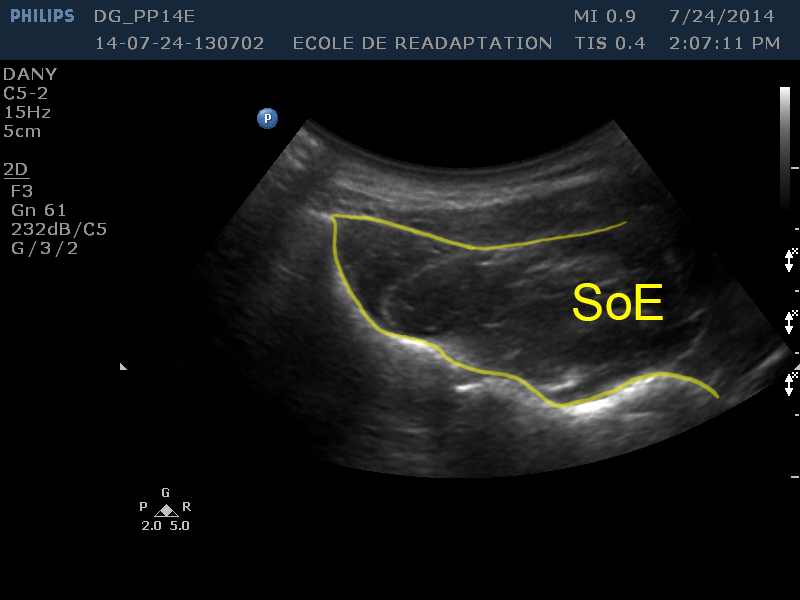 PHILIPS DG_PP14E MI 0.9 7/24/2014
14-07-24-130702 ECOLE DE READAPTATION TIS 0.4 2:07:11 PM
DANY
C5-2
15Hz
5cm
2D
F3
Gn 61
232dB/C5
G/3/2
P
SoE
G
P R
2.0 5.0